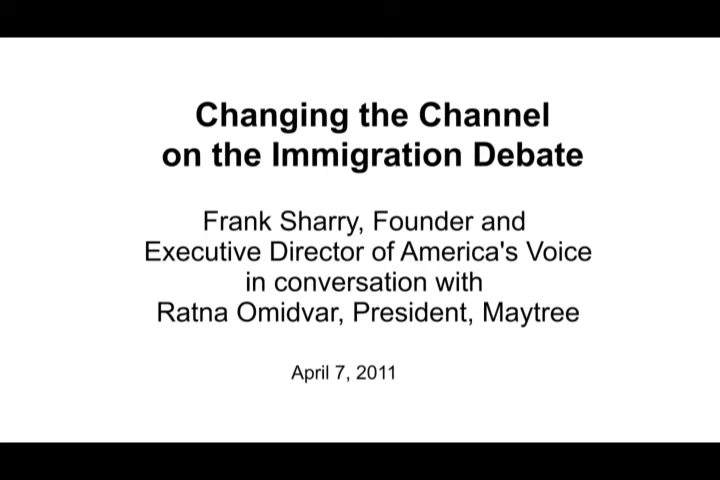 Changing the Channel
on the Immigration Debate
Frank Sharry, Founder and
Executive Director of America's Voice
in conversation with
Ratna Omidvar, President, Maytree
April 7, 2011